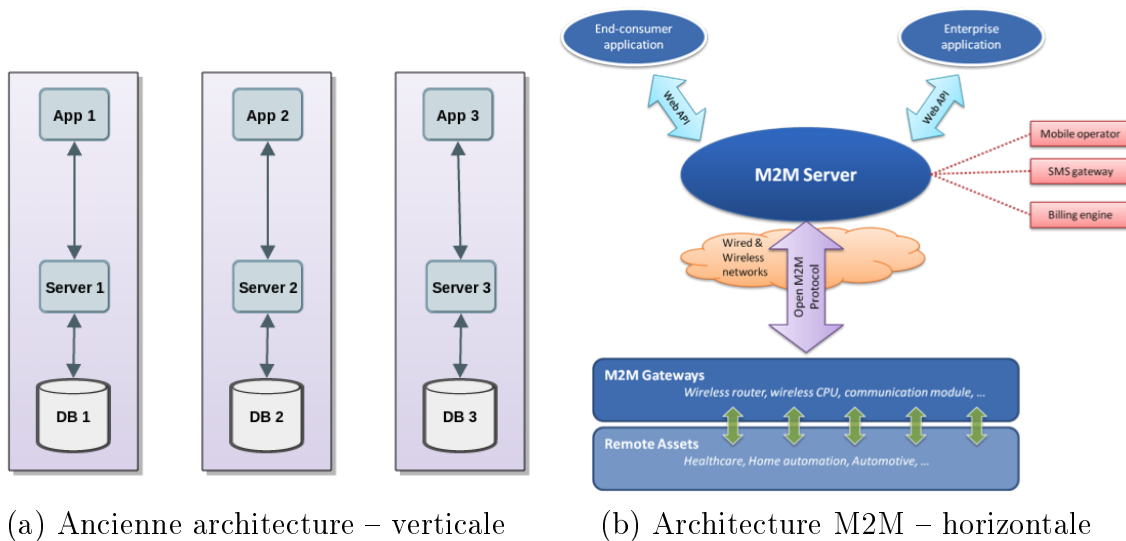 App 1
Server 1
DB 1
App 2
Server 2
DB 2
App 3
Server 3
DB 3
(a) Ancienne architecture – verticale
End-consumer
application
Enterprise
application
Web API
Web API
M2M Server
Mobile operator
SMS gateway
Billing engine
Wired &
Wireless
networks
Open M2M
Protocol
M2M Gateways
Wireless router, wireless CPU, communication module, ...
Remote Assets
Healthcare, Home automation, Automotive, ...
(b) Architecture M2M – horizontale